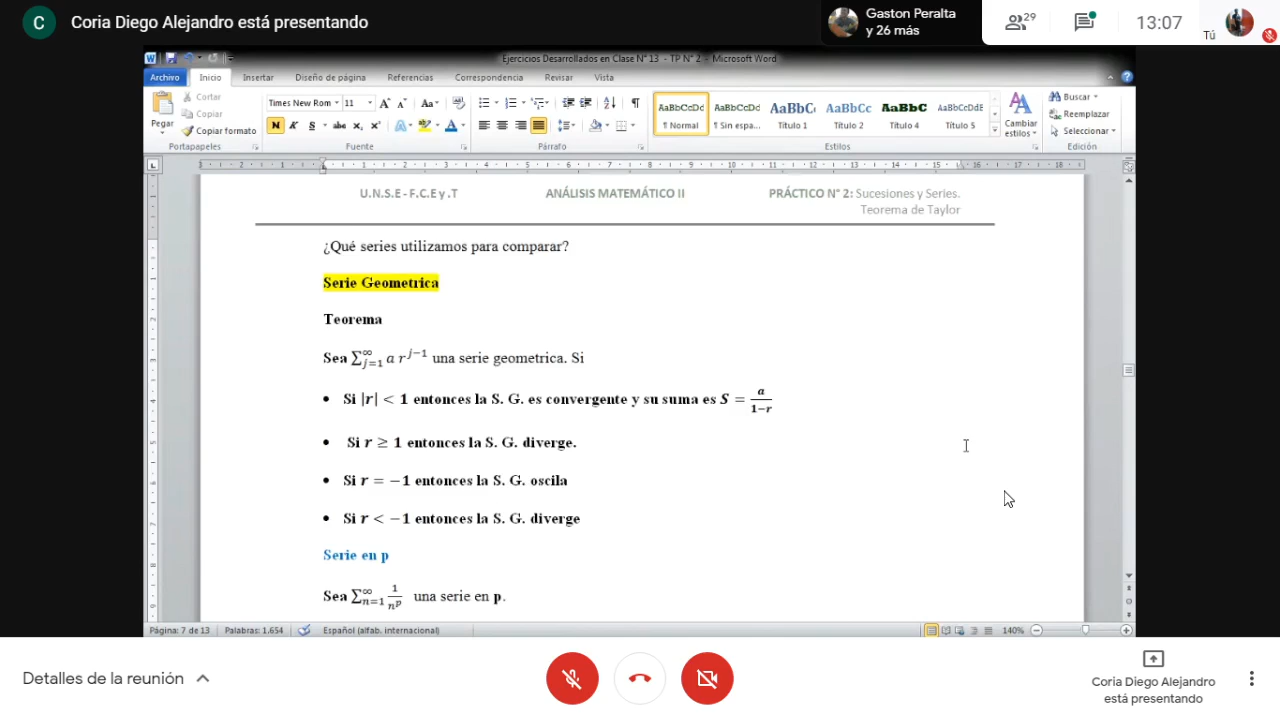 C Coria Diego Alejandro está presentando
Gaston Peralta
y 26 más
29
13:07
Tú
Ejercicios Desarrollados en Clase N° 13 - TP N° 2 - Microsoft Word
Archivo Inicio Insertar Diseño de página Referencias Correspondencia Revisar Vista
Cortar
Copiar
Copiar formato
Pegar
Portapapeles
Times New Rom 11
Fuente
Párrafo
AaBbCcDd AaBbCcDd AaBbC AaBbCc AaBbC AaBbCcDdE
¶ Normal ¶ Sin espa... Título 1 Título 2 Título 4 Título 5
Estilos
Cambiar
estilos
Buscar
Reemplazar
Seleccionar
Edición
U.N.S.E - F.C.E y .T ANÁLISIS MATEMÁTICO II PRÁCTICO N° 2: Sucesiones y Series.
Teorema de Taylor
¿Qué series utilizamos para comparar?
Serie Geometrica
Teorema
Sea ∑_{j=1}^{∞} a r^{j−1} una serie geometrica. Si
• Si |r| < 1 entonces la S. G. es convergente y su suma es S = a/(1−r)
• Si r ≥ 1 entonces la S. G. diverge.
• Si r = −1 entonces la S. G. oscila
• Si r < −1 entonces la S. G. diverge
Serie en p
Sea ∑_{n=1}^{∞} 1/n^p una serie en p.
Página: 7 de 13 Palabras: 1.654 Español (alfab. internacional) 140%
Detalles de la reunión
Coria Diego Alejandro
está presentando